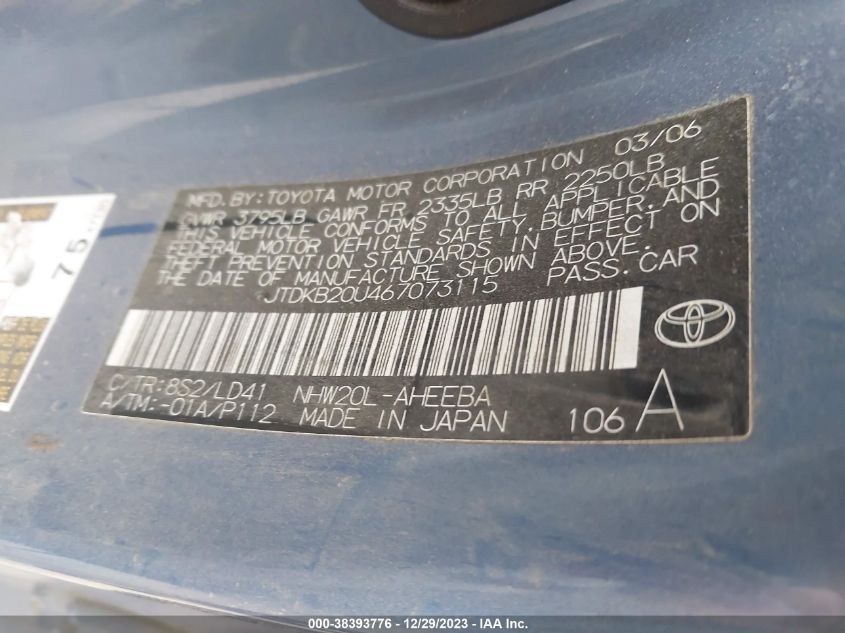 MFD. BY: TOYOTA MOTOR CORPORATION 03/06
GVWR 3795LB GAWR FR 2335LB RR 2250LB
THIS VEHICLE CONFORMS TO ALL APPLICABLE
FEDERAL MOTOR VEHICLE SAFETY, BUMPER, AND
THEFT PREVENTION STANDARDS IN EFFECT ON
THE DATE OF MANUFACTURE SHOWN ABOVE.
JTDKB20U467073115 PASS. CAR
C/TR: 8S2/LD41 NHW20L-AHEEBA
A/TM: -01A/P112 MADE IN JAPAN 106 A
75
000-38393776 - 12/29/2023 - IAA Inc.